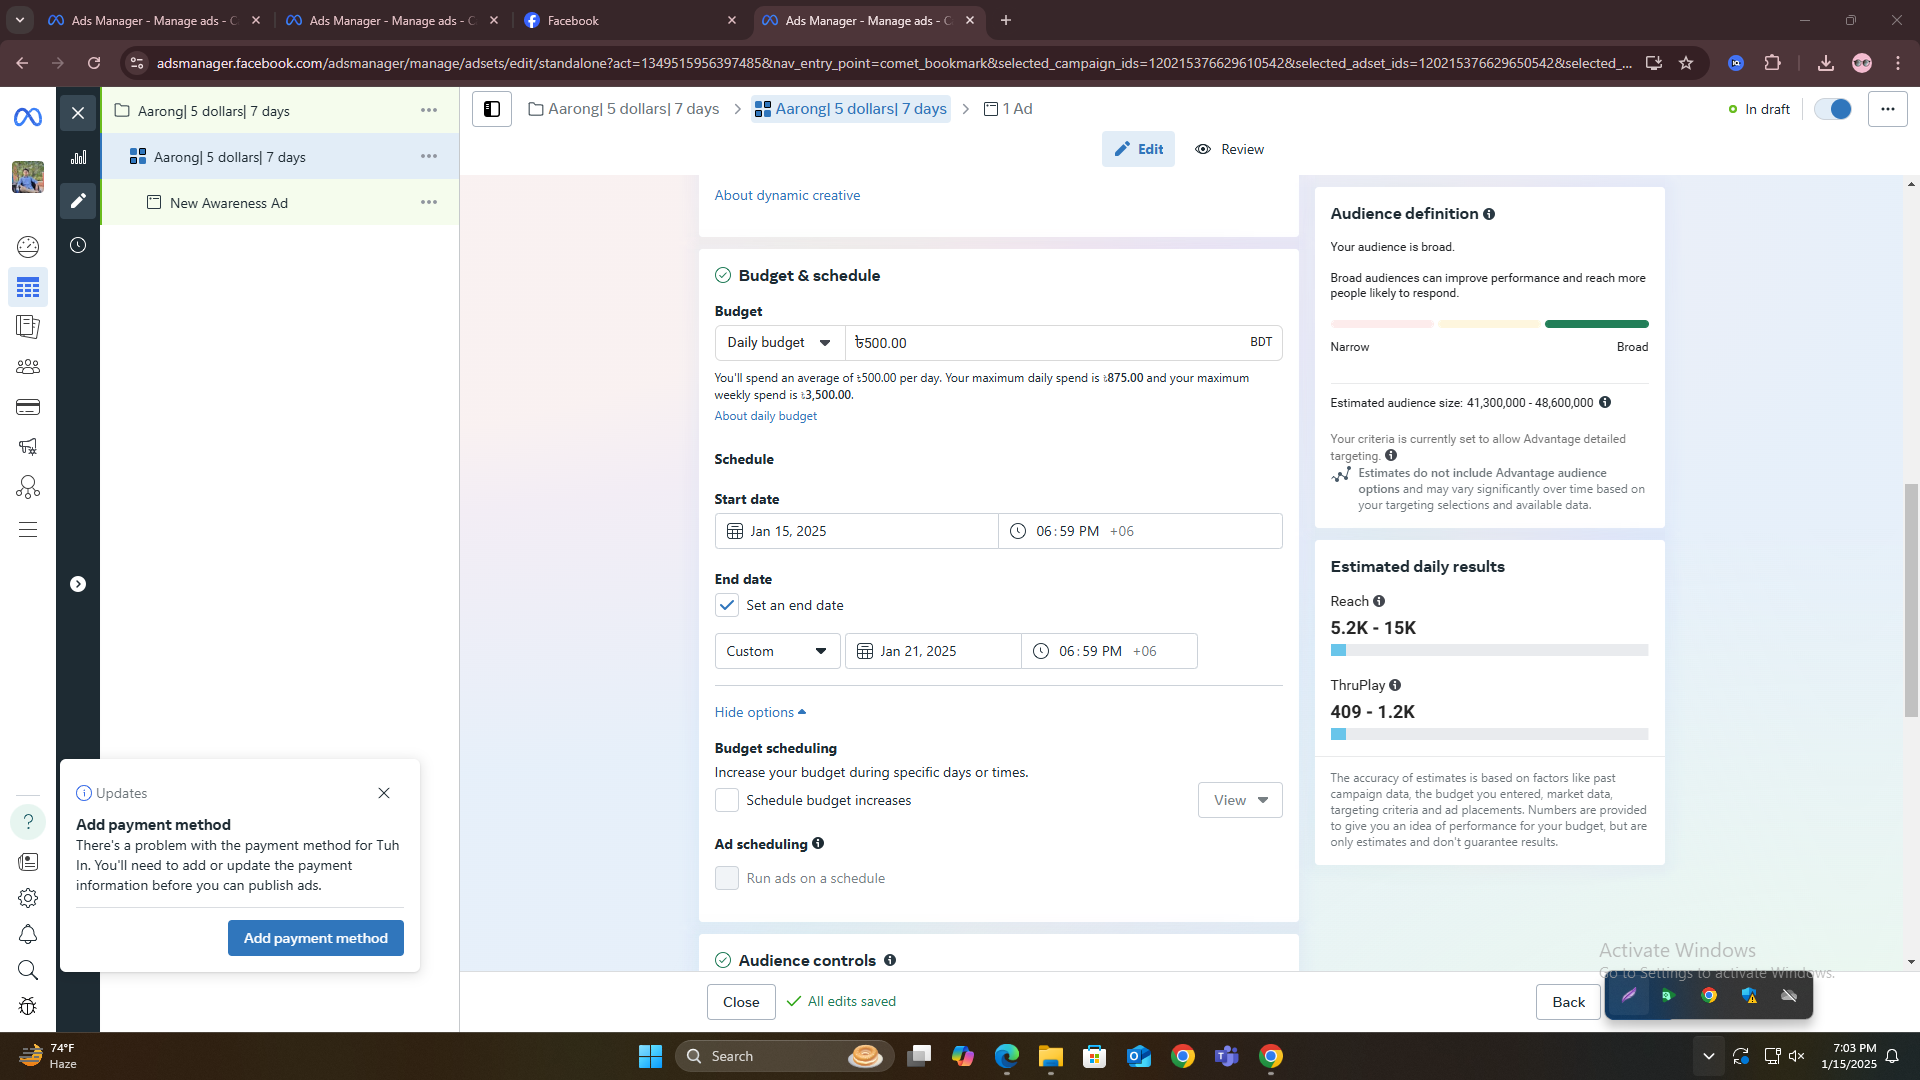 Ads Manager - Manage ads - C
Ads Manager - Manage ads - C
Facebook
Ads Manager - Manage ads - C
adsmanager.facebook.com/adsmanager/manage/adsets/edit/standalone?act=1349515956397485&nav_entry_point=comet_bookmark&selected_campaign_ids=120215376629610542&selected_adset_ids=120215376629650542&selected_...
Aarong| 5 dollars| 7 days
Aarong| 5 dollars| 7 days
New Awareness Ad
Aarong| 5 dollars| 7 days
Aarong| 5 dollars| 7 days
1 Ad
In draft
Edit
Review
About dynamic creative
Budget & schedule
Budget
Daily budget
৳500.00
BDT
You'll spend an average of ৳500.00 per day. Your maximum daily spend is ৳875.00 and your maximum
weekly spend is ৳3,500.00.
About daily budget
Schedule
Start date
Jan 15, 2025
06:59 PM +06
End date
Set an end date
Custom
Jan 21, 2025
06:59 PM +06
Hide options
Budget scheduling
Increase your budget during specific days or times.
Schedule budget increases
View
Ad scheduling
Run ads on a schedule
Audience controls
Audience definition
Your audience is broad.
Broad audiences can improve performance and reach more
people likely to respond.
Narrow
Broad
Estimated audience size: 41,300,000 - 48,600,000
Your criteria is currently set to allow Advantage detailed
targeting.
Estimates do not include Advantage audience
options and may vary significantly over time based on
your targeting selections and available data.
Estimated daily results
Reach
5.2K - 15K
ThruPlay
409 - 1.2K
The accuracy of estimates is based on factors like past
campaign data, the budget you entered, market data,
targeting criteria and ad placements. Numbers are provided
to give you an idea of performance for your budget, but are
only estimates and don't guarantee results.
Updates
Add payment method
There's a problem with the payment method for Tuh
In. You'll need to add or update the payment
information before you can publish ads.
Add payment method
Close
All edits saved
Back
Activate Windows
Go to Settings to activate Windows.
74°F
Haze
Search
7:03 PM
1/15/2025